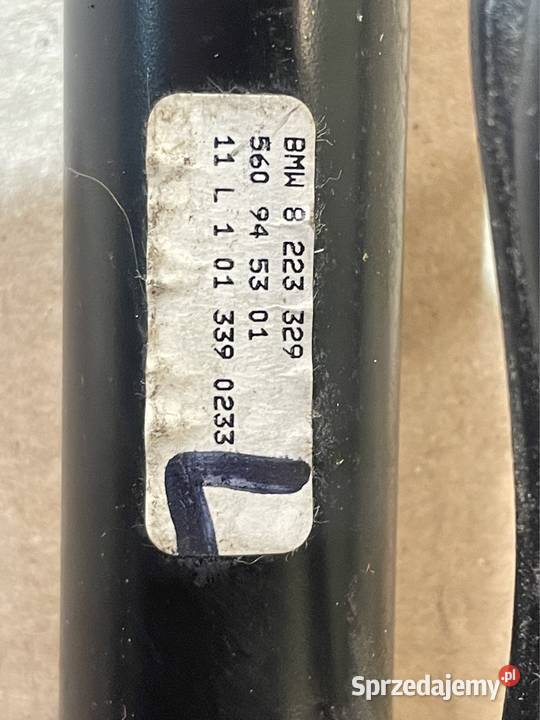 BMW 8 223 329
560 94 53 01
11 L 1 01 339 0233
L
Sprzedajemy.pl